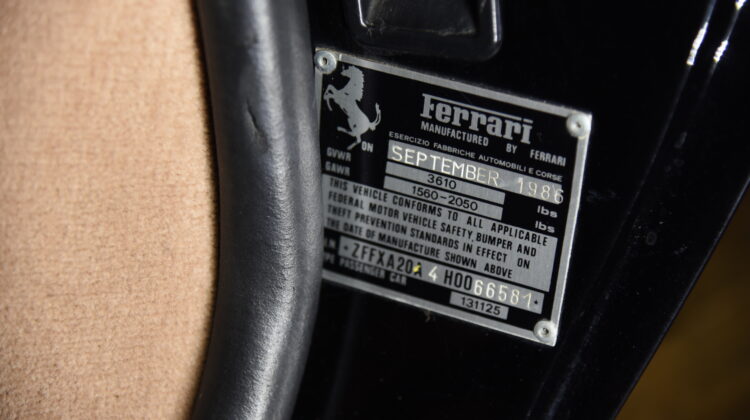 Ferrari
MANUFACTURED BY FERRARI
ESERCIZIO FABBRICHE AUTOMOBILI E CORSE
ON SEPTEMBER 1986
GVWR 3610 lbs
GAWR 1560-2050 lbs
THIS VEHICLE CONFORMS TO ALL APPLICABLE
FEDERAL MOTOR VEHICLE SAFETY, BUMPER AND
THEFT PREVENTION STANDARDS IN EFFECT ON
THE DATE OF MANUFACTURE SHOWN ABOVE
ZFFXA20A4H0066581*
PASSENGER CAR 131125